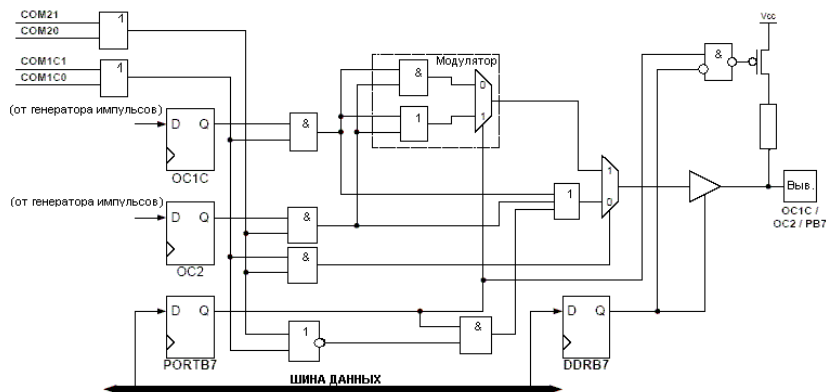 COM21
COM20
COM1C1
COM1C0
(от генератора импульсов)
(от генератора импульсов)
1
1
D Q
OC1C
D Q
OC2
D Q
PORTB7
&
&
&
1
Модулятор
&
1
0
1
1
&
1
0
D Q
DDRB7
&
Vcc
Выв.
OC1C /
OC2 / PB7
ШИНА ДАННЫХ